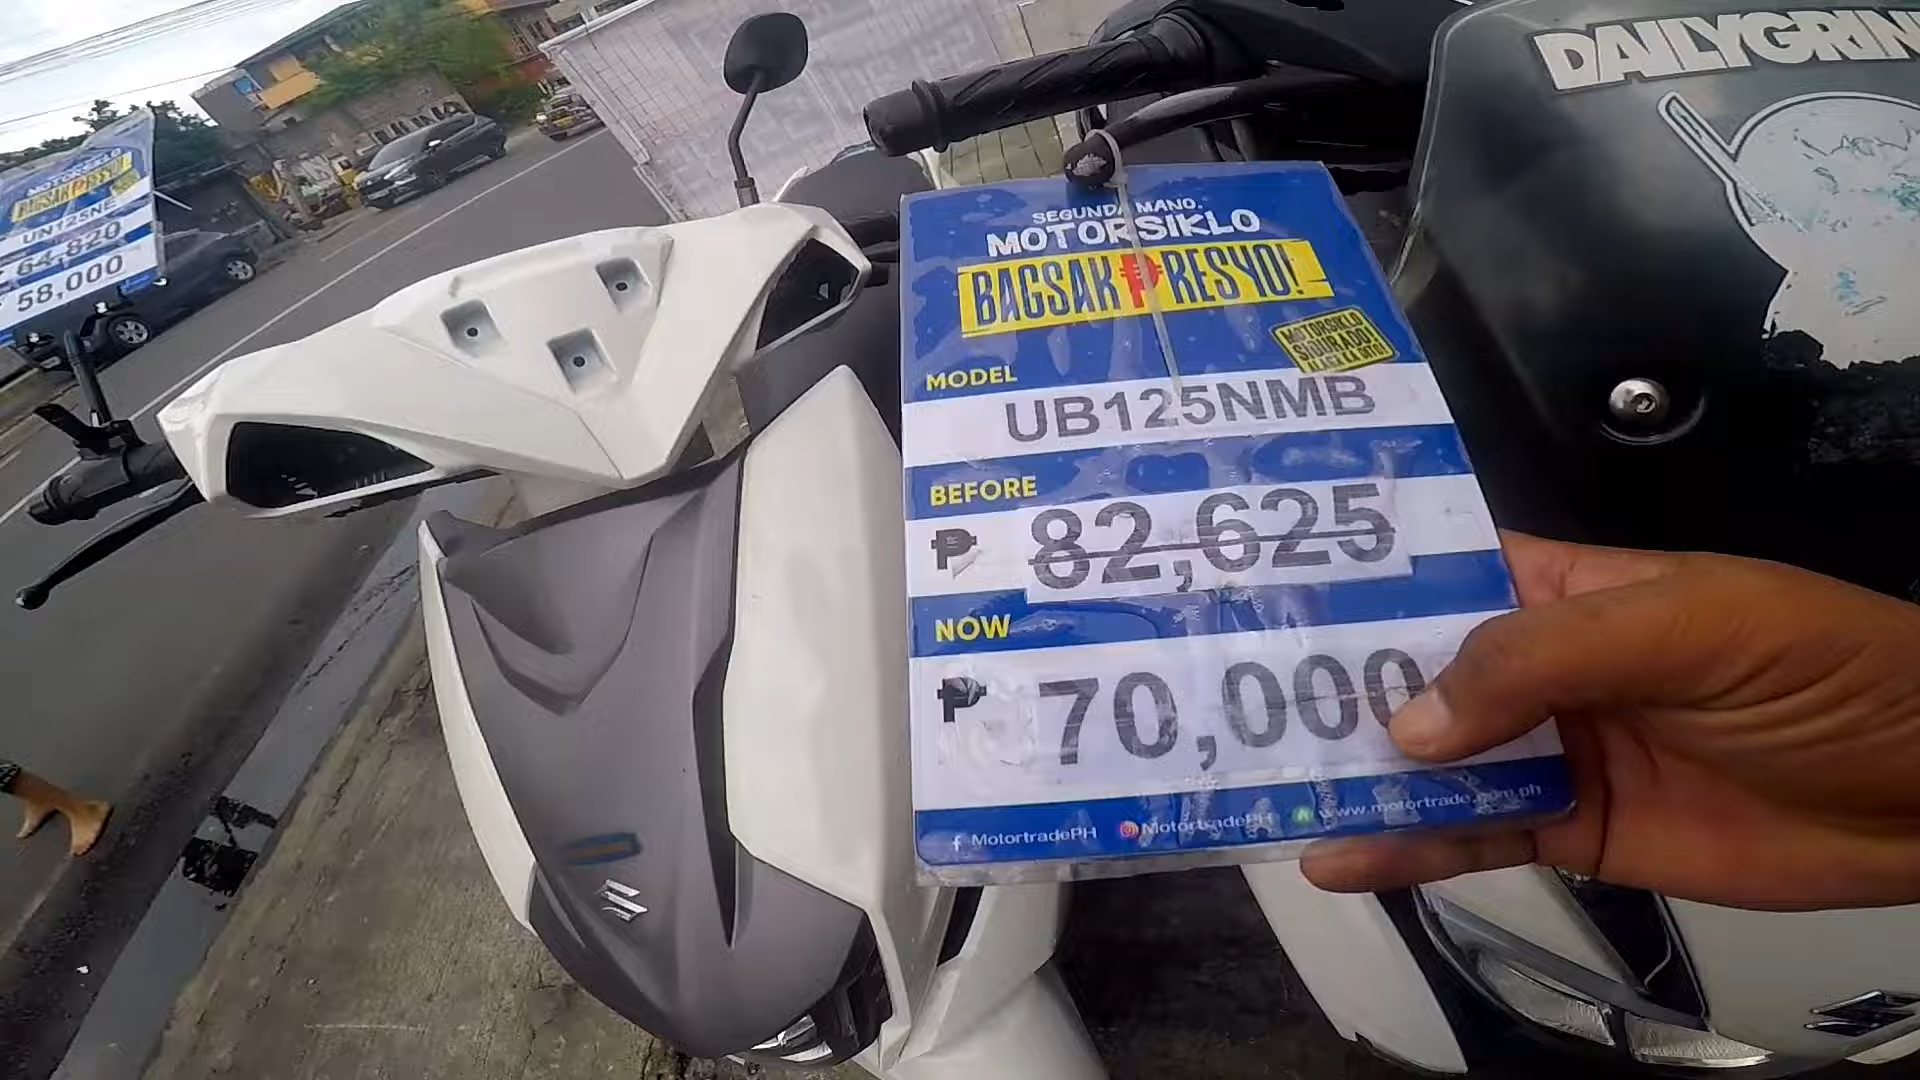 MOTORSIKLO
BAGSAK PRESYO!
UN125NE
64,820
58,000
SEGUNDA MANO.
MOTORSIKLO
BAGSAK ₱RESYO!
MOTORSIKLO
SIGURADO
MODEL
UB125NMB
BEFORE
₱ 82,625
NOW
₱ 70,000
MotortradePH MotortradePH www.motortrade.com.ph
DAILYGRIN